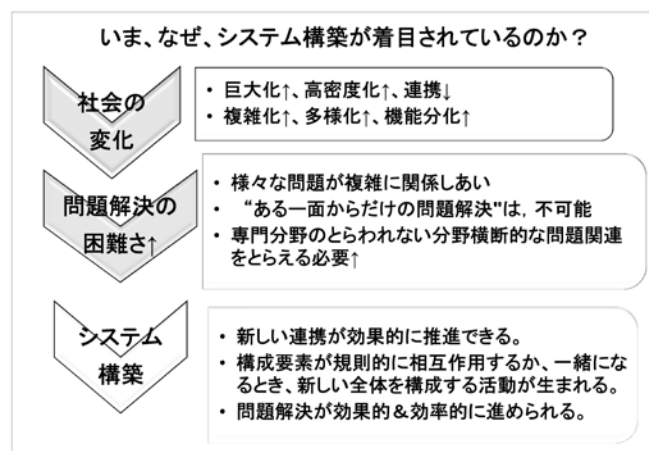 いま、なぜ、システム構築が着目されているのか？
社会の
変化
・ 巨大化↑、高密度化↑、連携↓
・ 複雑化↑、多様化↑、機能分化↑
問題解決の
困難さ↑
・ 様々な問題が複雑に関係しあい
・ “ある一面からだけの問題解決"は，不可能
・ 専門分野のとらわれない分野横断的な問題関連
をとらえる必要↑
システム
構築
・ 新しい連携が効果的に推進できる。
・ 構成要素が規則的に相互作用するか、一緒にな
るとき、新しい全体を構成する活動が生まれる。
・ 問題解決が効果的＆効率的に進められる。